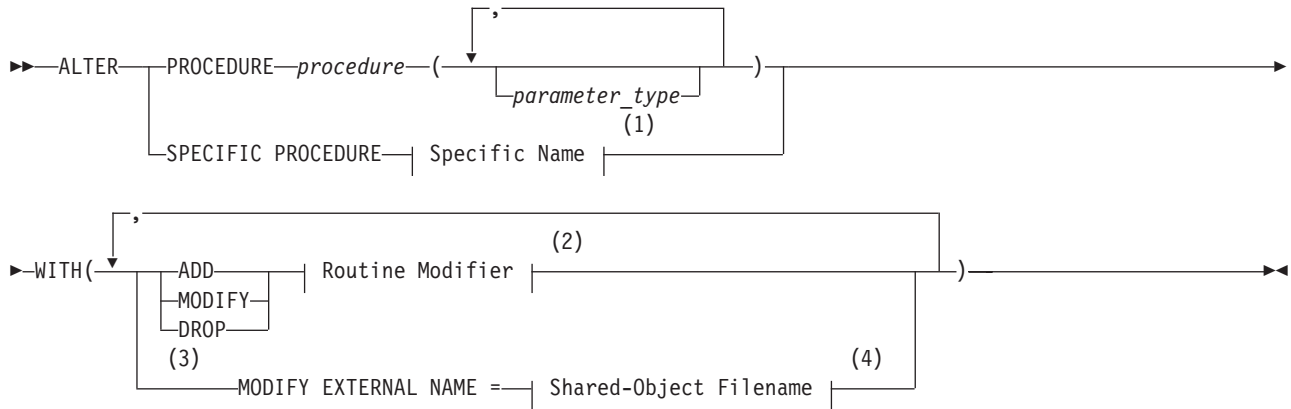 ,
ALTER PROCEDURE procedure ( )
parameter_type
(1)
SPECIFIC PROCEDURE Specific Name
,
(2)
WITH( ADD Routine Modifier )
MODIFY
DROP
(3) (4)
MODIFY EXTERNAL NAME = Shared-Object Filename